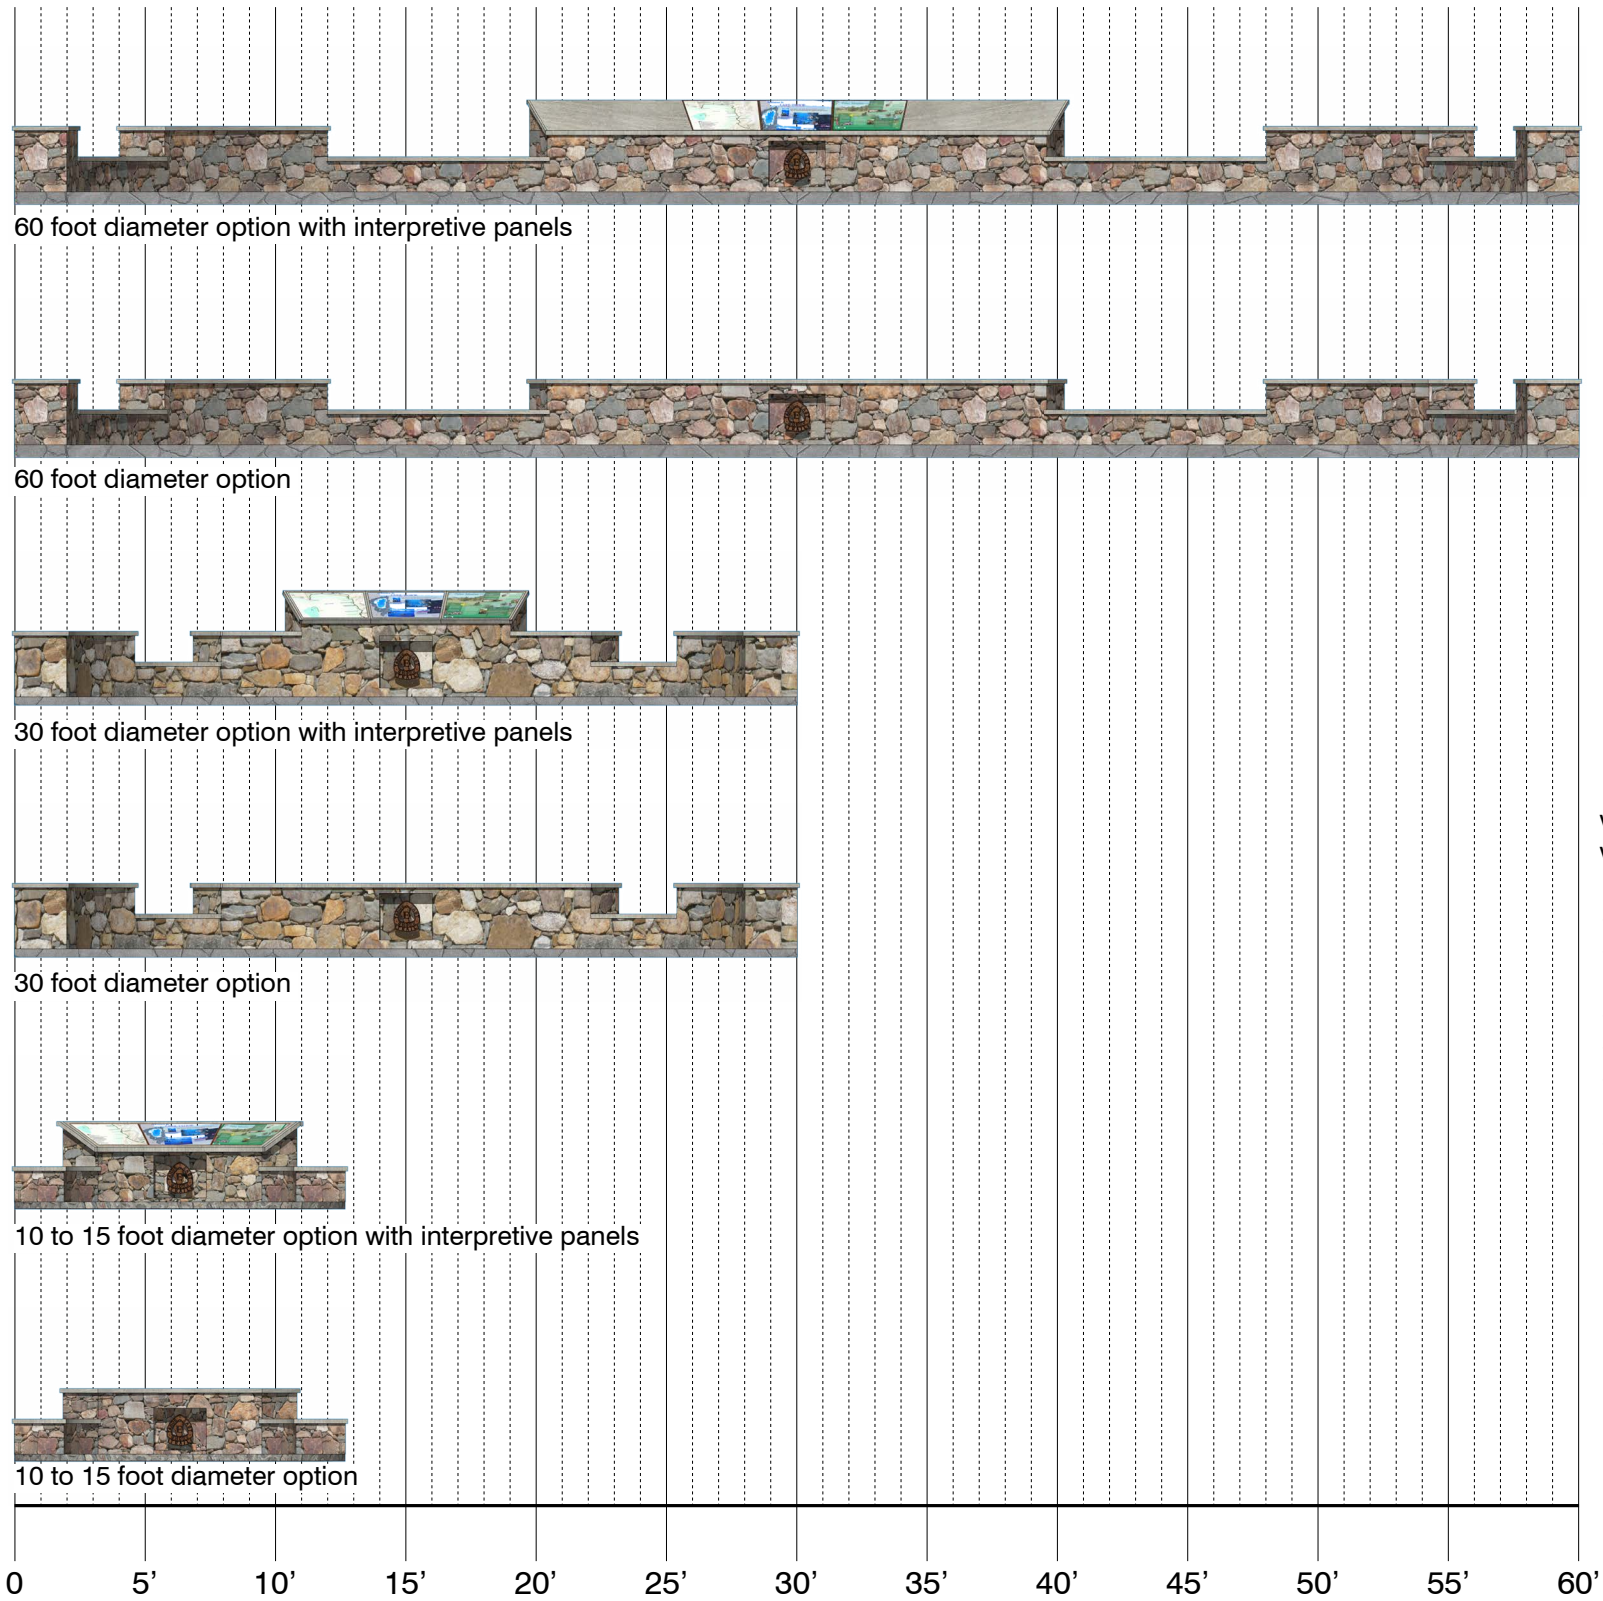 60 foot diameter option with interpretive panels
60 foot diameter option
30 foot diameter option with interpretive panels
30 foot diameter option
10 to 15 foot diameter option with interpretive panels
10 to 15 foot diameter option
0 5’ 10’ 15’ 20’ 25’ 30’ 35’ 40’ 45’ 50’ 55’ 60’